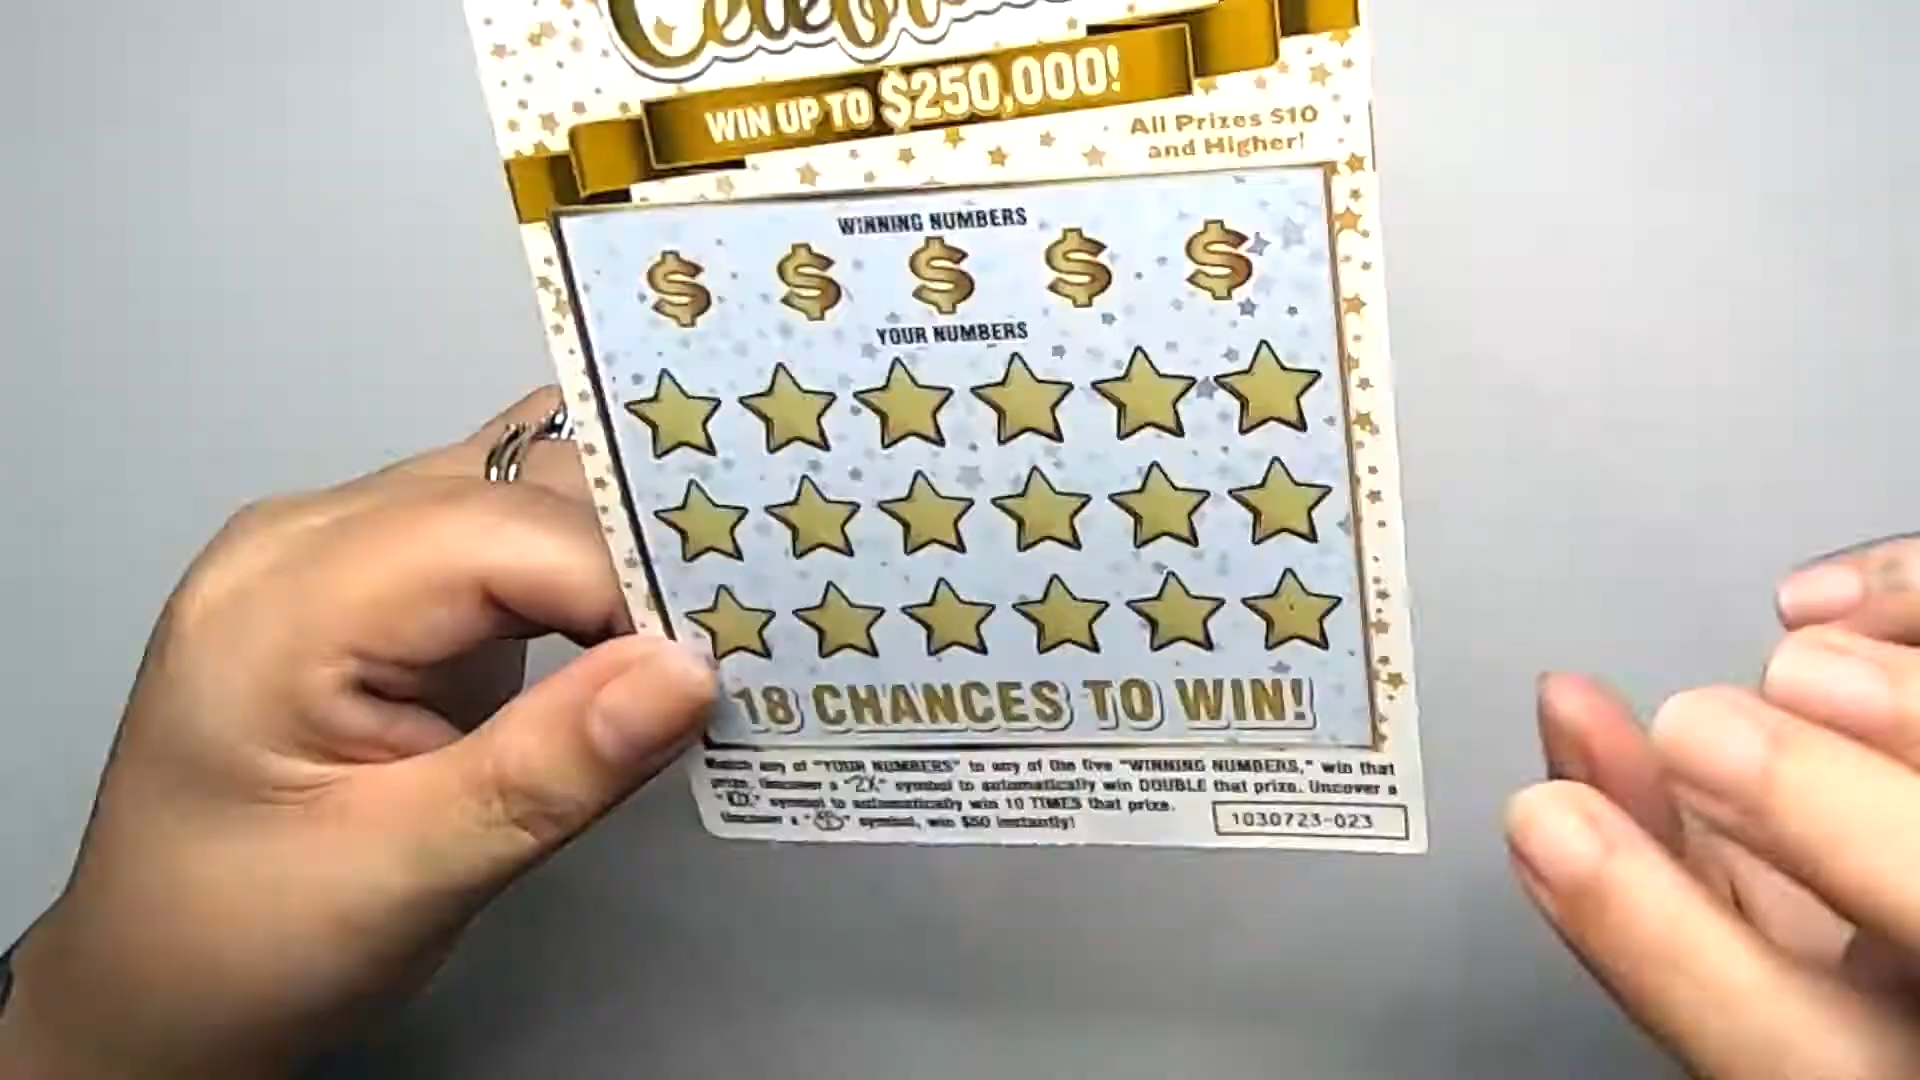 WIN UP TO $250,000!
All Prizes $10
and Higher!
WINNING NUMBERS
$ $ $ $ $
YOUR NUMBERS
18 CHANCES TO WIN!
Match any of "YOUR NUMBERS" to any of the five "WINNING NUMBERS," win that
prize. Uncover a "2X" symbol to automatically win DOUBLE that prize. Uncover a
symbol to automatically win 10 TIMES that prize.
Uncover a " " symbol, win $50 instantly!
1030723-023